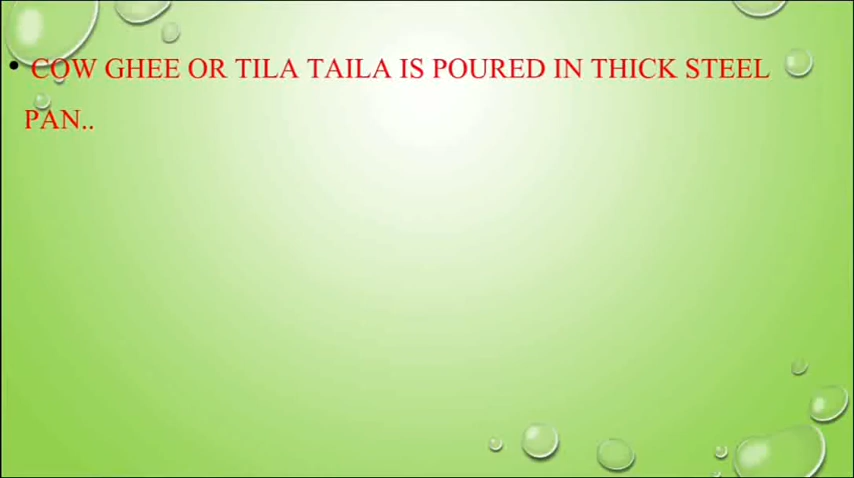 • COW GHEE OR TILA TAILA IS POURED IN THICK STEEL
PAN..